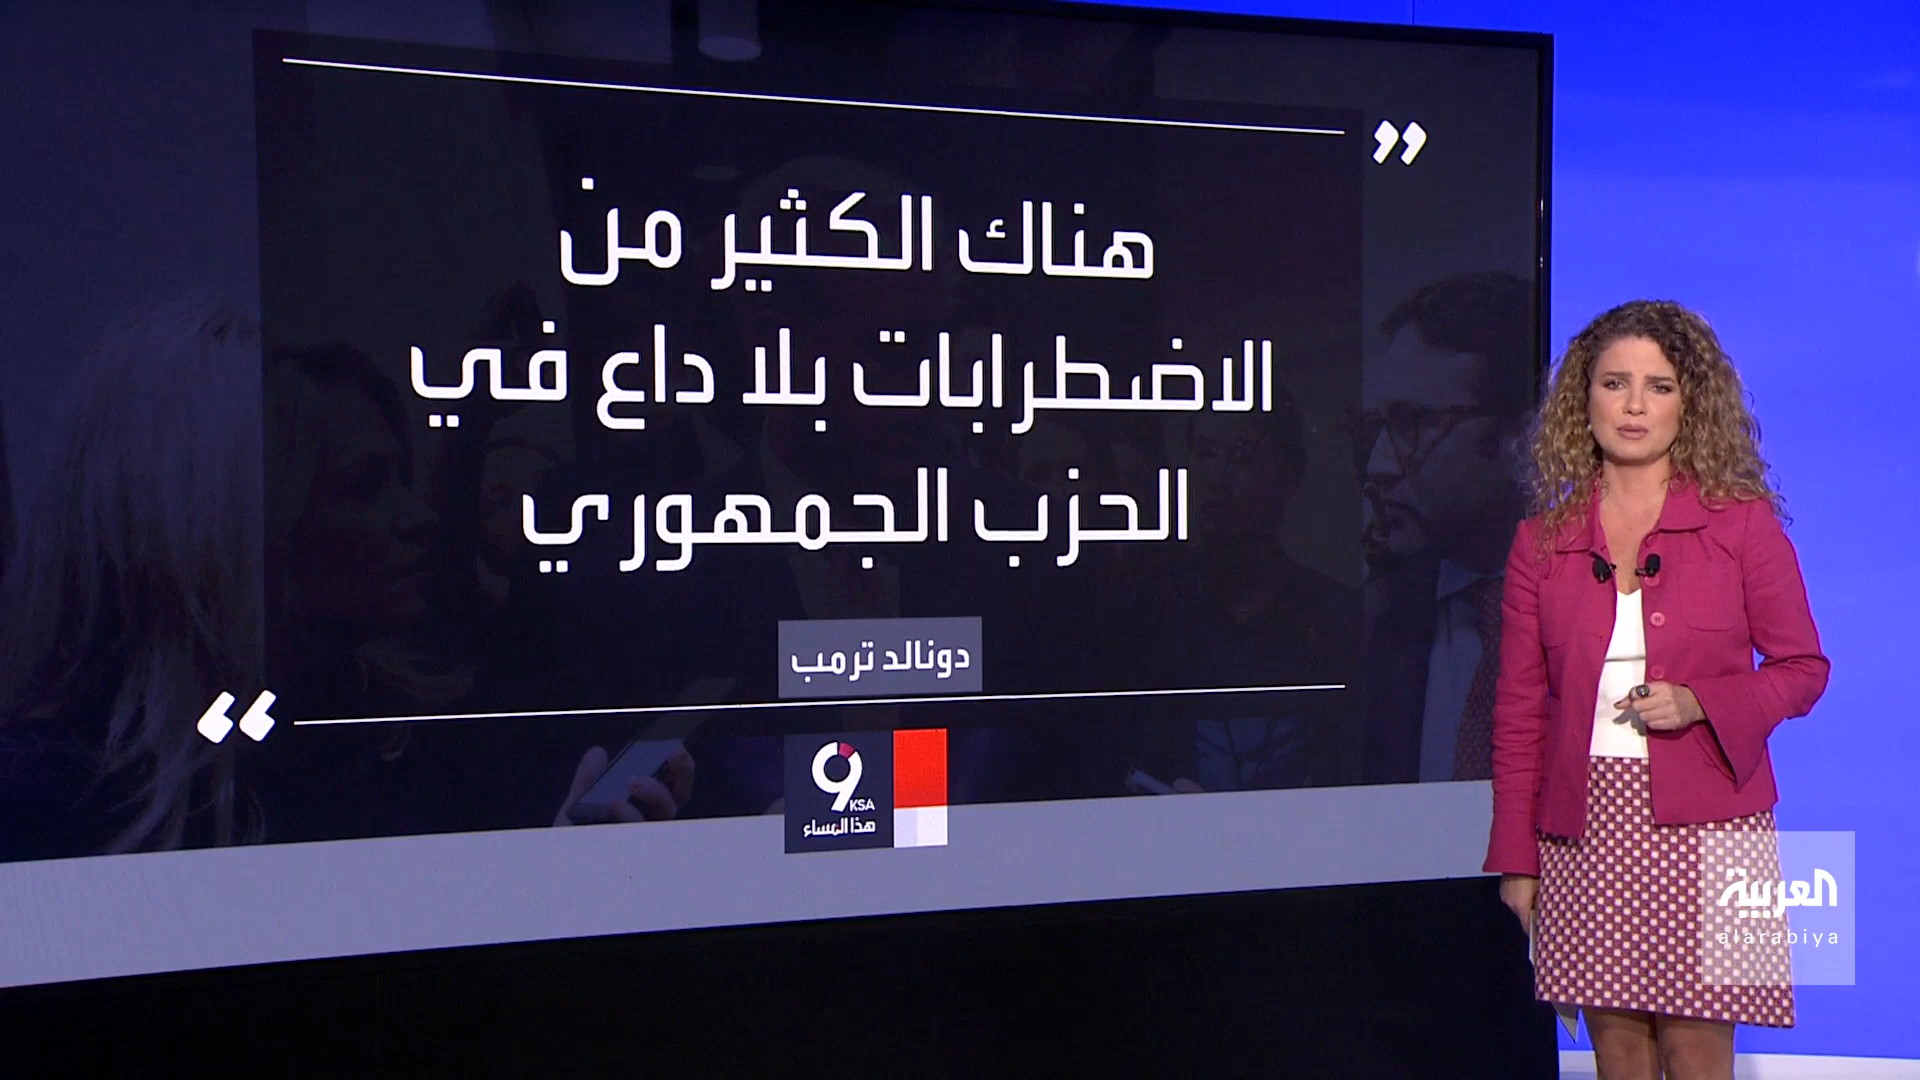 هناك الكثير من
الاضطرابات بلا داع في
الحزب الجمهوري
دونالد ترمب
9
KSA
هذا المساء
العربية
alarabiya